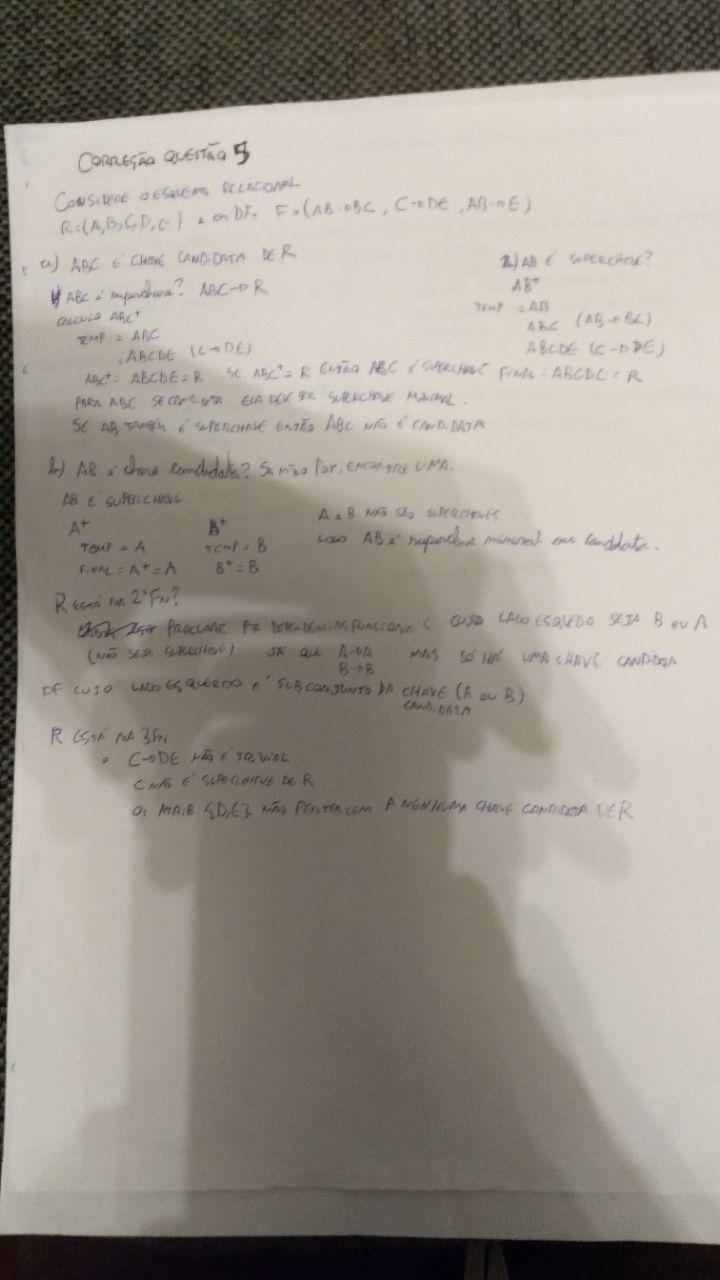 CORREÇÃO QUESTÃO 5
CONSIDERE O ESQUEMA RELACIONAL
R=(A,B,C,D,E) e as DFs F=(AB→BC, C→DE, AB→E)
a) ABC É CHAVE CANDIDATA DE R
1) ABC é superchave? ABC→R
CALCULO ABC⁺
TEMP = ABC
= ABCDE (C→DE)
ABC⁺= ABCDE = R SE ABC⁺= R ENTÃO ABC É SUPERCHAVE
PARA ABC SER CANDIDATA ELA DEVE SER SUPERCHAVE MINIMAL.
SE AB TAMBÉM É SUPERCHAVE ENTÃO ABC NÃO É CANDIDATA
2) AB É SUPERCHAVE?
AB⁺
TEMP = AB
ABC (AB→BC)
ABCDE (C→DE)
FINAL = ABCDE = R
b) AB é chave candidata? Se não for, ENCONTRE UMA.
AB É SUPERCHAVE
A⁺
TEMP = A
FINAL = A⁺ = A
B⁺
TEMP = B
B⁺ = B
A e B NÃO SÃO SUPERCHAVES
LOGO AB é superchave minimal ou candidata.
R ESTÁ NA 2ªFN?
PROCURAR POR DEPENDÊNCIAS FUNCIONAIS CUJO LADO ESQUERDO SEJA B OU A
(NÃO SEJA SUPERCHAVE) JÁ QUE A→A MAS SÓ HÁ UMA CHAVE CANDIDATA
B→B
DF CUJO LADO ESQUERDO É SUBCONJUNTO DA CHAVE (A OU B)
CANDIDATA
R ESTÁ NA 3FN
• C→DE NÃO É TRIVIAL
C NÃO É SUPERCHAVE DE R
OS ATRIB {D,E} NÃO PERTENCEM A NENHUMA CHAVE CANDIDATA DE R